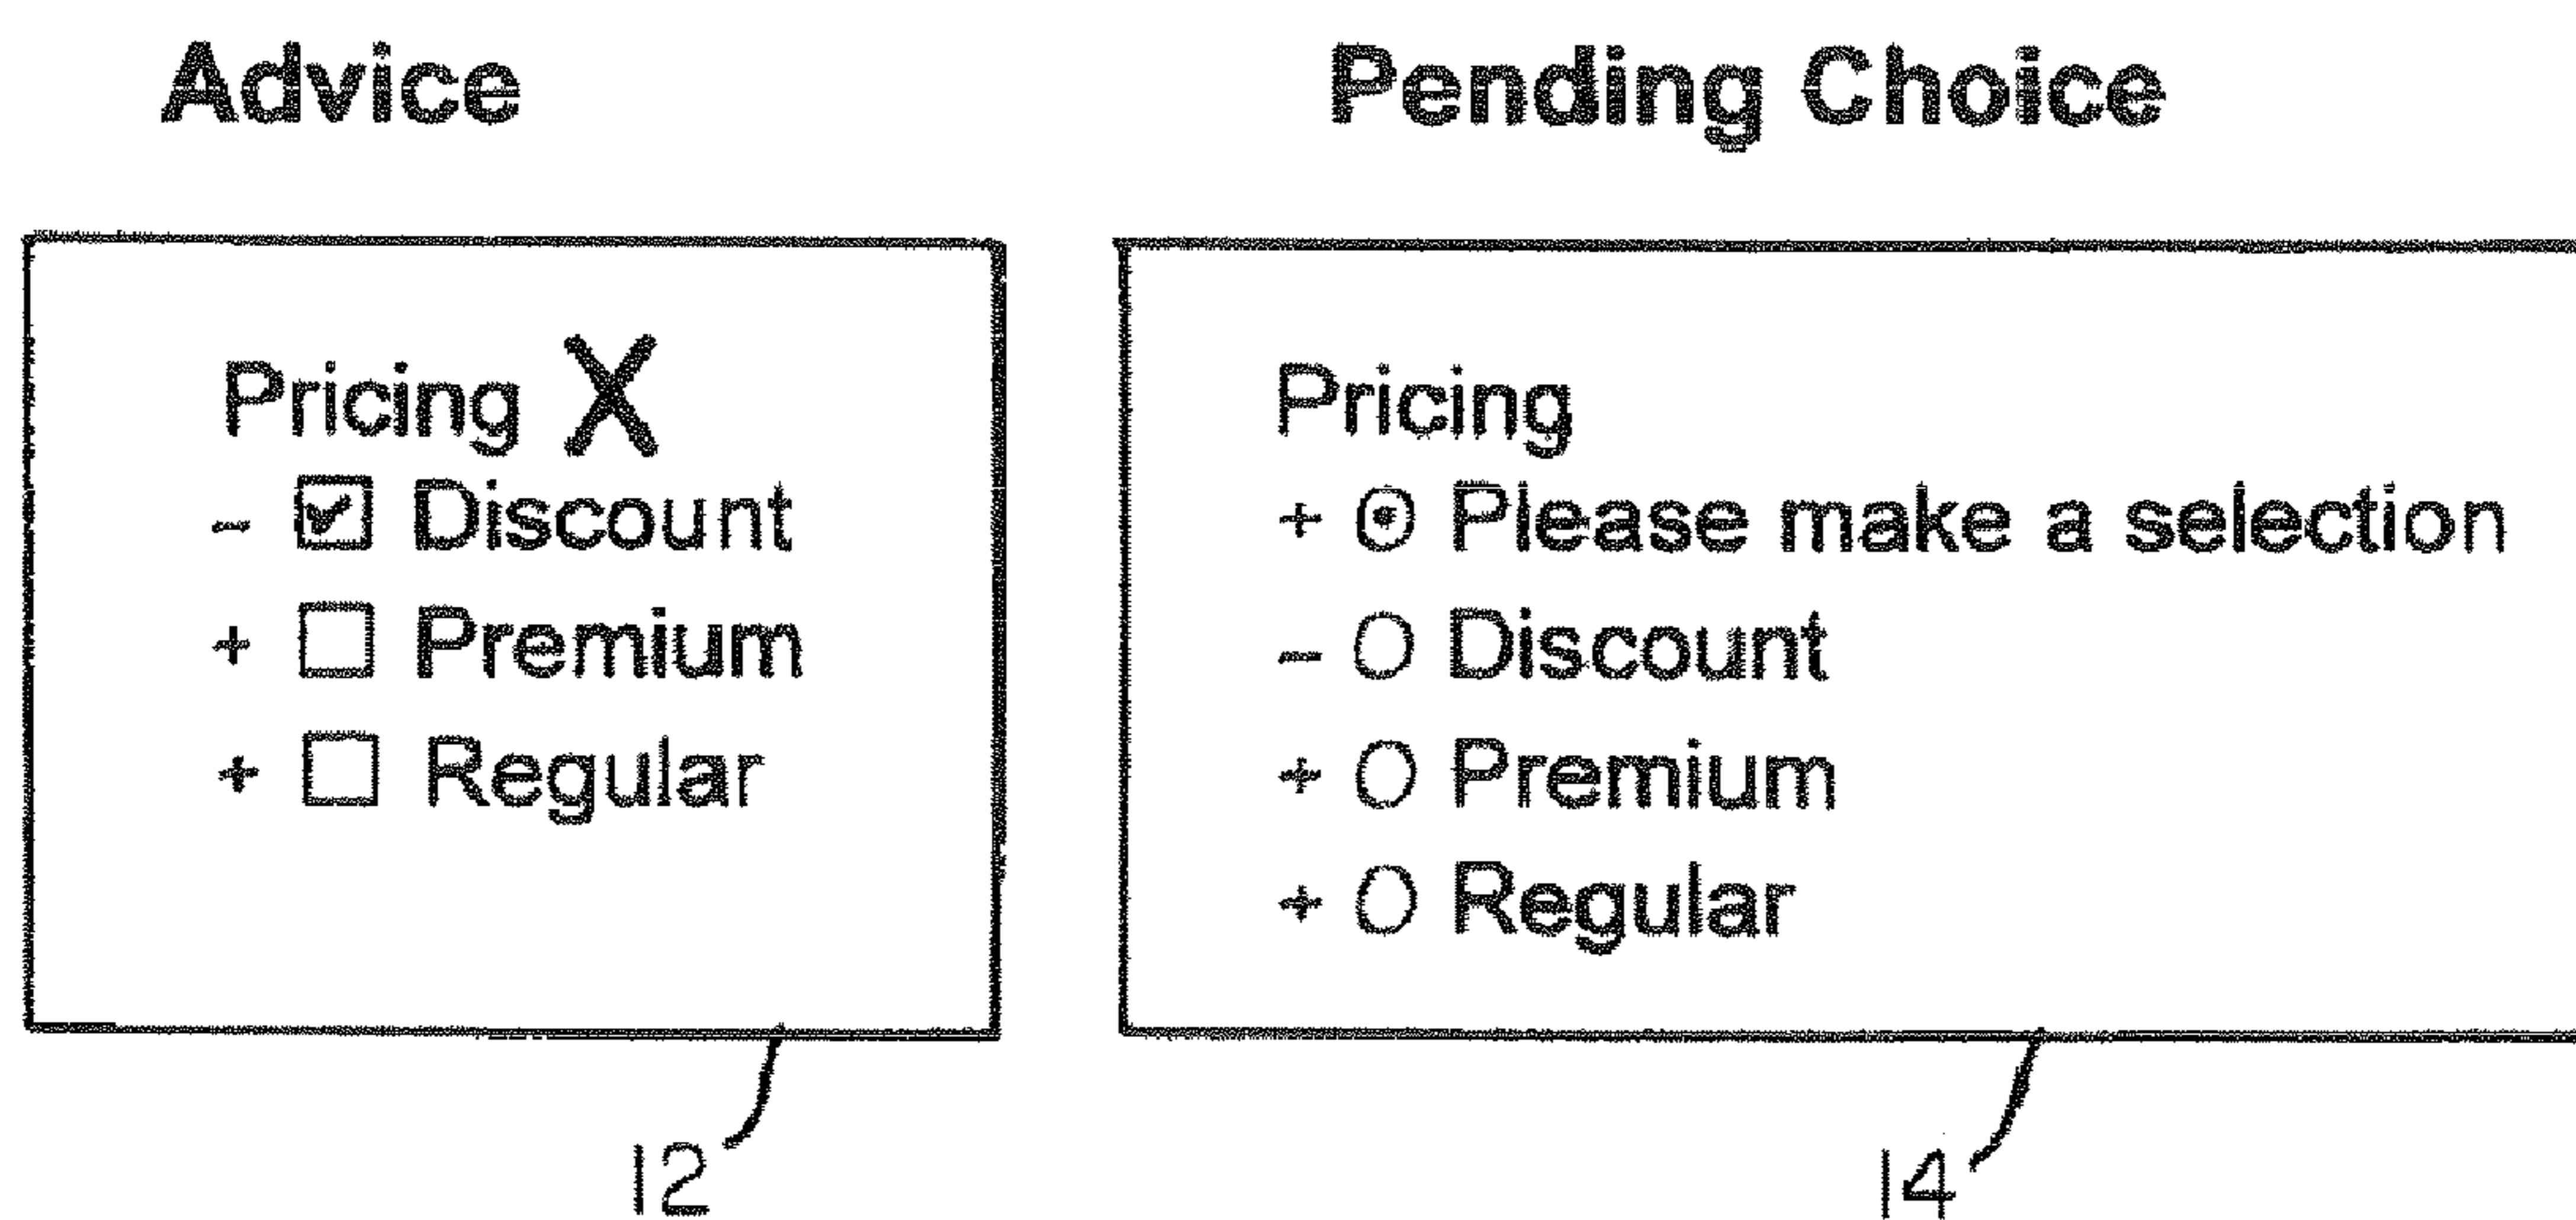 Advice
Pricing X
- ☑ Discount
+ ☐ Premium
+ ☐ Regular
12
Pending Choice
Pricing
+ ⊙ Please make a selection
- ○ Discount
+ ○ Premium
+ ○ Regular
14